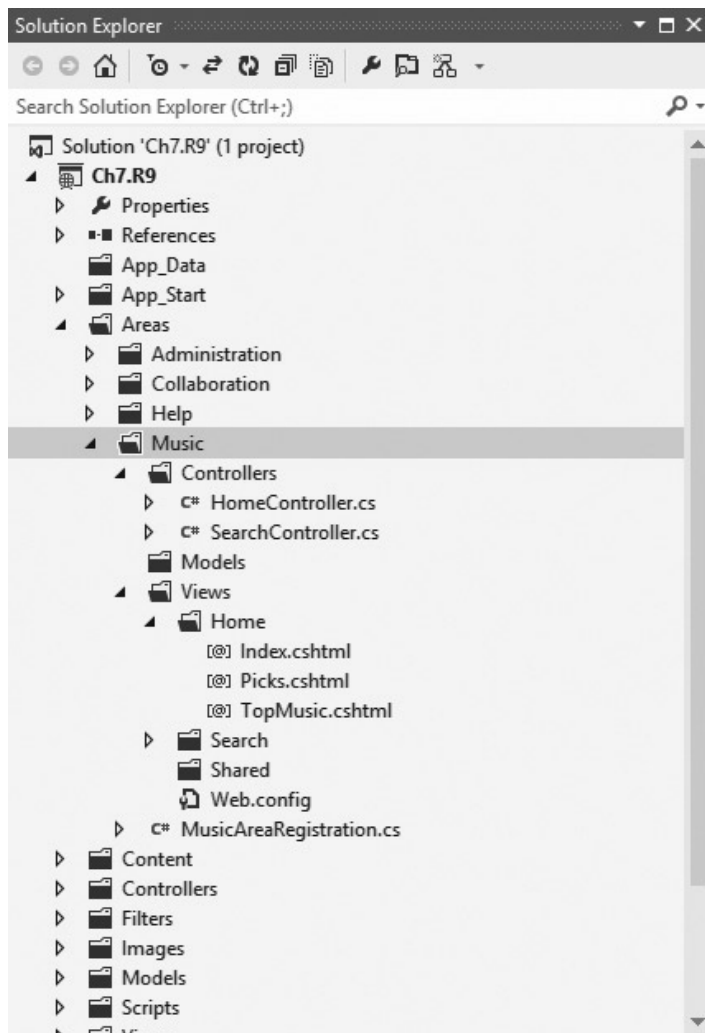 Solution Explorer
Search Solution Explorer (Ctrl+;)
Solution 'Ch7.R9' (1 project)
Ch7.R9
Properties
References
App_Data
App_Start
Areas
Administration
Collaboration
Help
Music
Controllers
C# HomeController.cs
C# SearchController.cs
Models
Views
Home
[@] Index.cshtml
[@] Picks.cshtml
[@] TopMusic.cshtml
Search
Shared
Web.config
C# MusicAreaRegistration.cs
Content
Controllers
Filters
Images
Models
Scripts